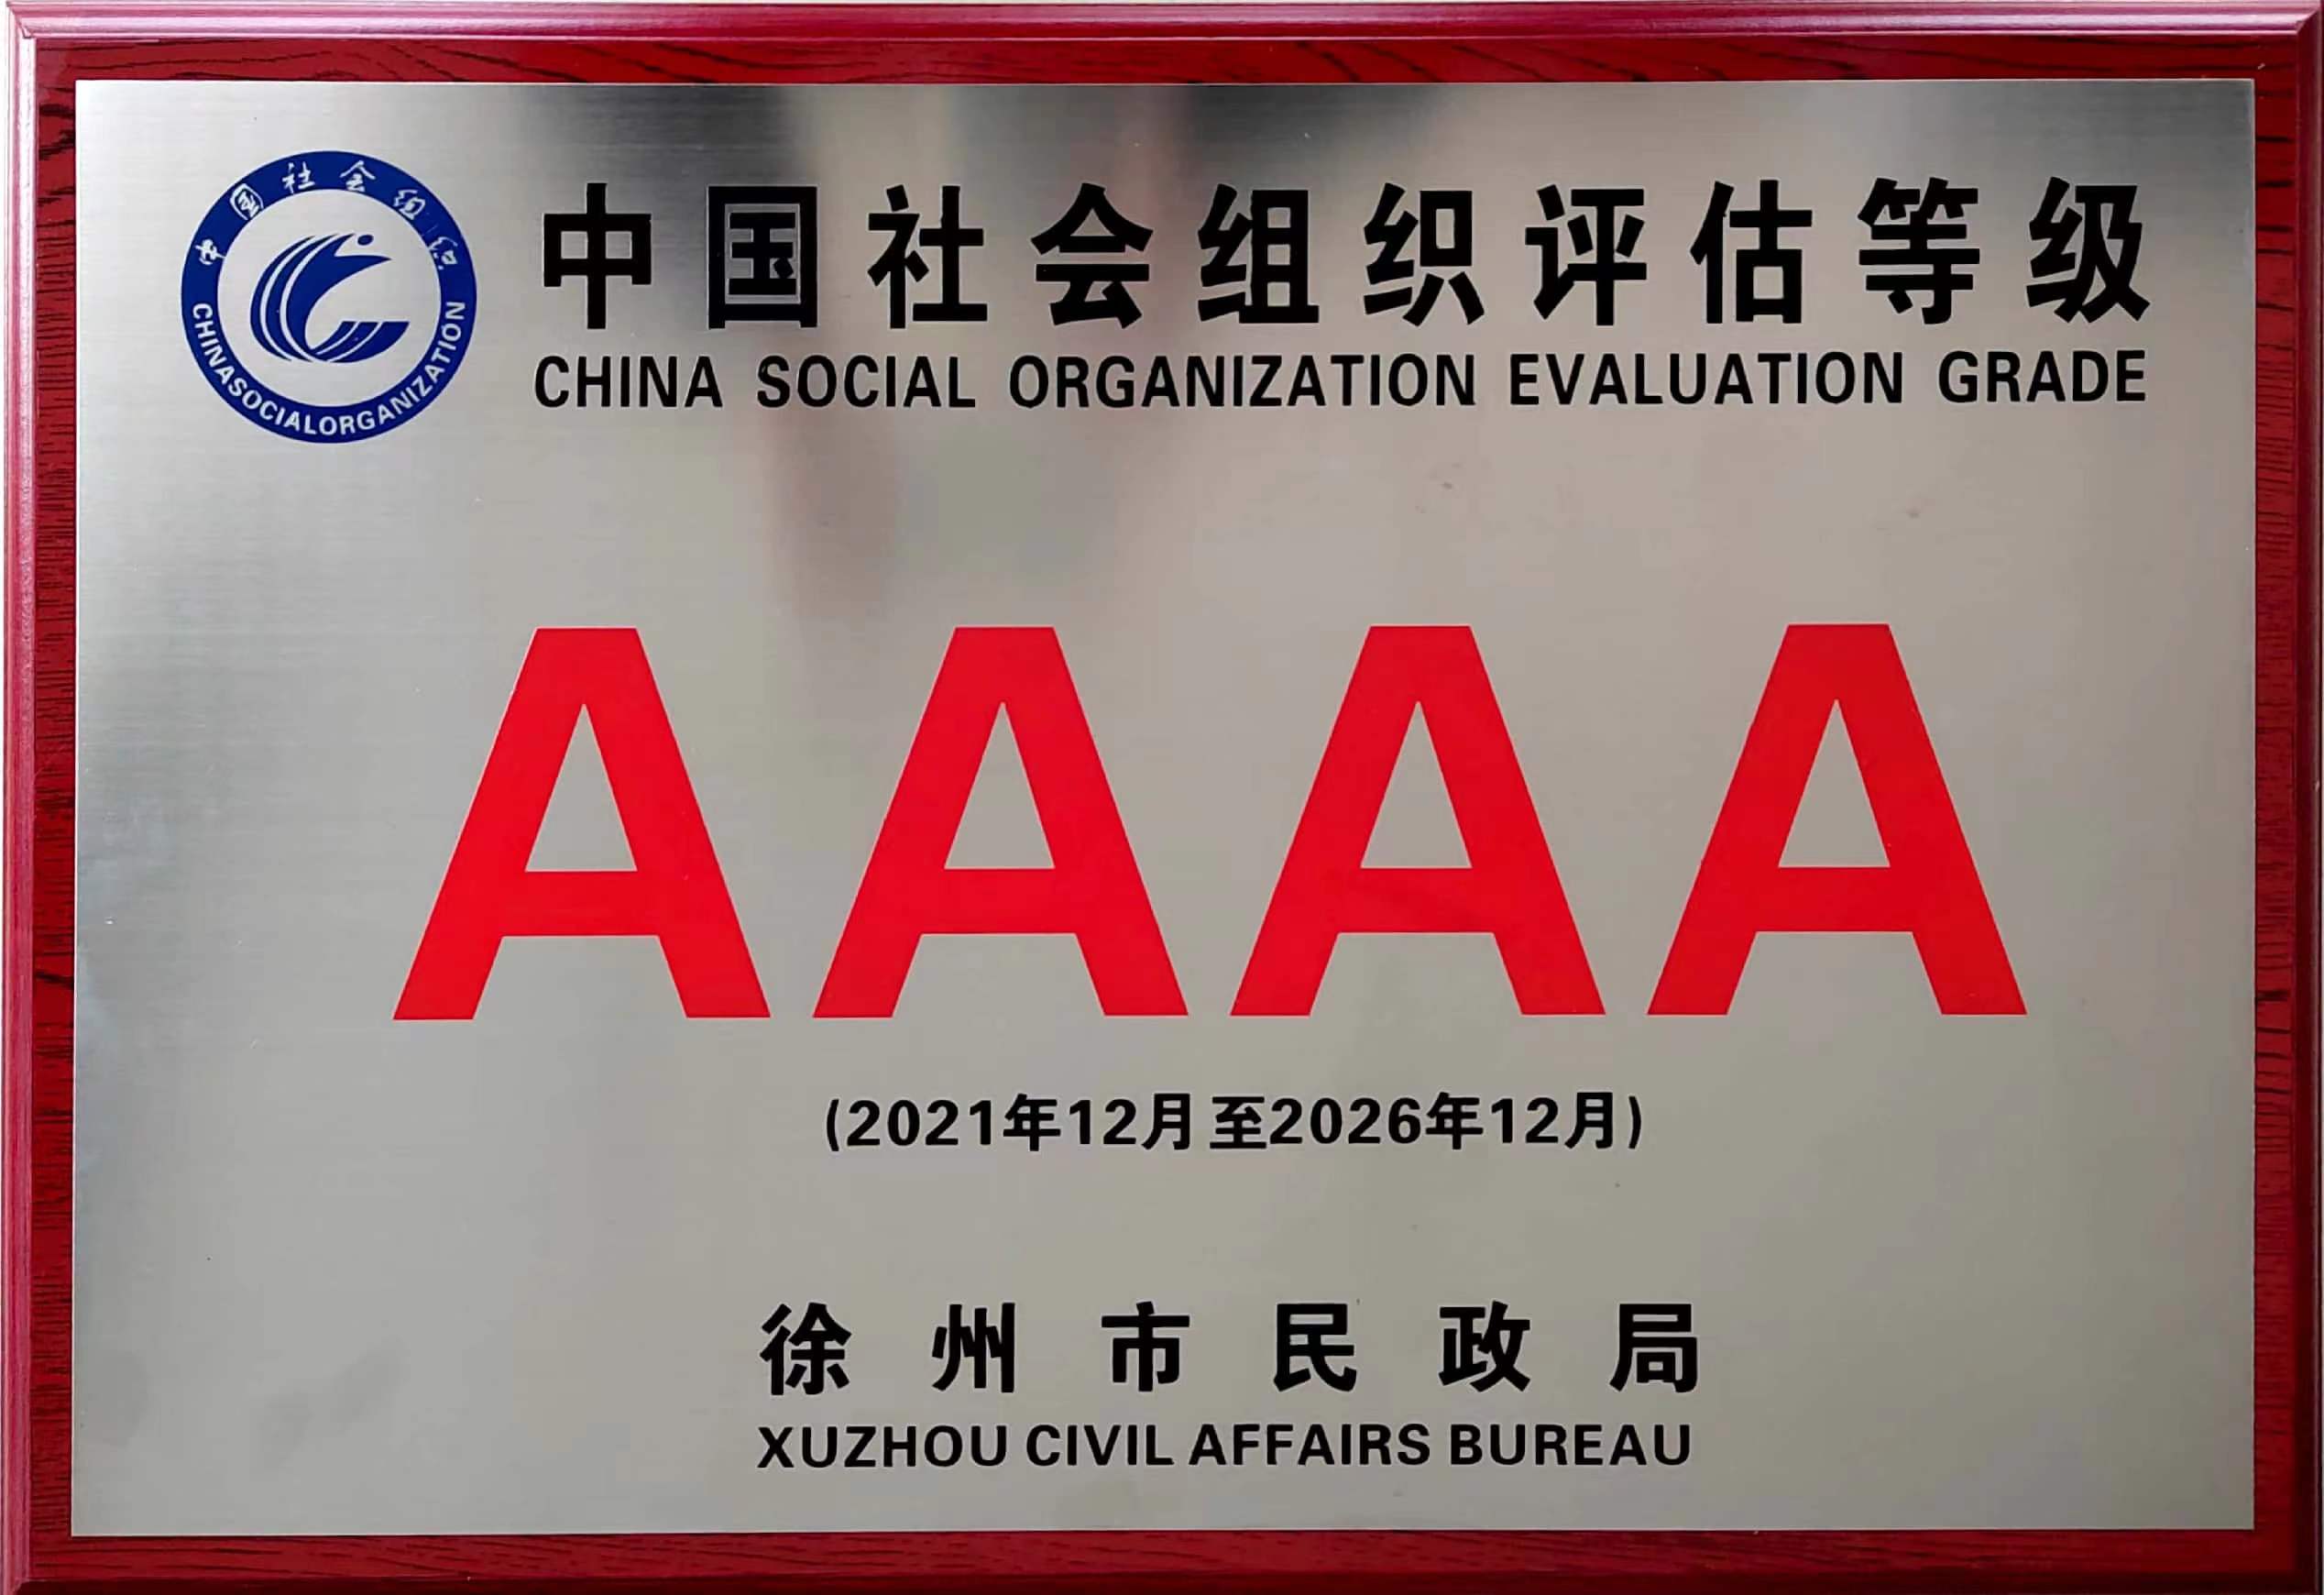 中国社会组织
CHINASOCIALORGANIZATION
中国社会组织评估等级
CHINA SOCIAL ORGANIZATION EVALUATION GRADE
AAAA
(2021年12月至2026年12月)
徐州市民政局
XUZHOU CIVIL AFFAIRS BUREAU